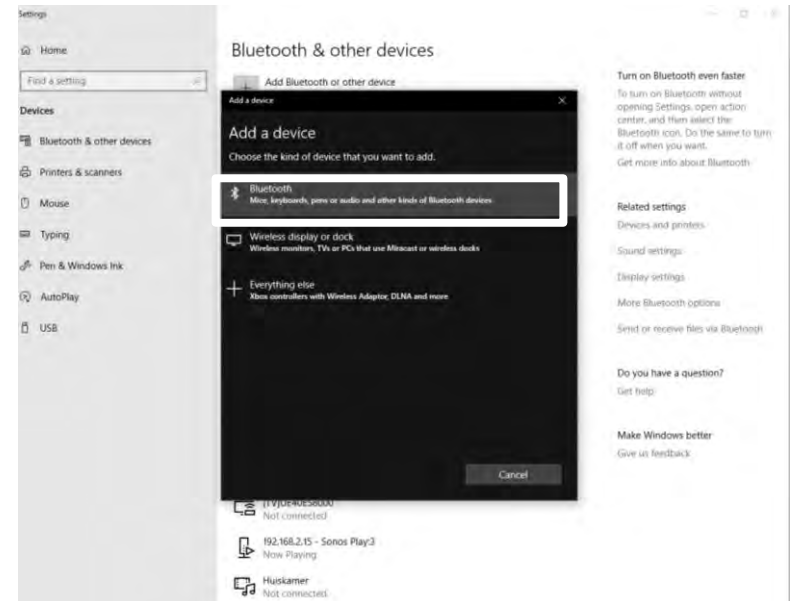 Settings
Home
Find a setting
Devices
Bluetooth & other devices
Printers & scanners
Mouse
Typing
Pen & Windows Ink
AutoPlay
USB
Bluetooth & other devices
Add Bluetooth or other device
Add a device
Add a device
Choose the kind of device that you want to add.
Bluetooth
Mice, keyboards, pens or audio and other kinds of Bluetooth devices
Wireless display or dock
Wireless monitors, TVs or PCs that use Miracast or wireless docks
Everything else
Xbox controllers with Wireless Adaptor, DLNA and more
Cancel
Not connected
192.168.2.15 - Sonos Play:3
Now Playing
Huiskamer
Not connected
Turn on Bluetooth even faster
To turn on Bluetooth without
opening Settings, open action
center, and then select the
Bluetooth icon. Do the same to turn
it off when you want.
Get more info about Bluetooth
Related settings
Devices and printers
Sound settings
Display settings
More Bluetooth options
Send or receive files via Bluetooth
Do you have a question?
Get help
Make Windows better
Give us feedback